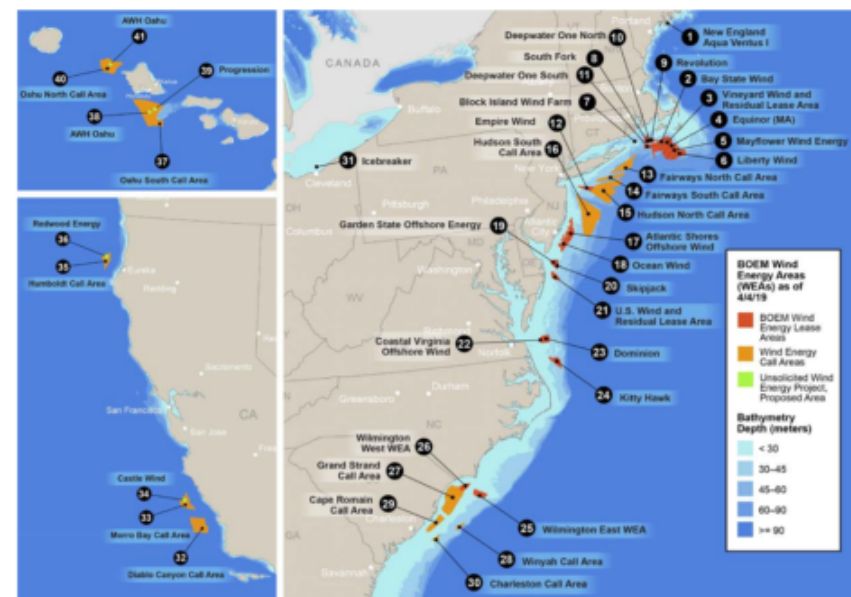 AWH Oahu
41
40
39
Progression
Oahu North Call Area
38
AWH Oahu
37
Oahu South Call Area
Redwood Energy
36
35
Humboldt Call Area
Eureka
Redding
Sacramento
San Francisco
CA
San Jose
Castle Wind
34
33
Morro Bay Call Area
32
Diablo Canyon Call Area
CANADA
Buffalo
31
Icebreaker
Cleveland
PA
Pittsburgh
Philadelphia
Columbus
MD
Washington
WV
Richmond
Norfolk
Durham
Greensboro
NC
Charleston
GA
Savannah
VT
Portland
CT
Providence
New York
NJ
Atlantic
City
DE
Deepwater One North
10
South Fork
8
Deepwater One South
11
Block Island Wind Farm
7
Empire Wind
12
Hudson South
Call Area
16
1
New England
Aqua Ventus I
9
Revolution
2
Bay State Wind
3
Vineyard Wind and
Residual Lease Area
4
Equinor (MA)
5
Mayflower Wind Energy
6
Liberty Wind
13
Fairways North Call Area
14
Fairways South Call Area
15
Hudson North Call Area
Garden State Offshore Energy
19
17
Atlantic Shores
Offshore Wind
18
Ocean Wind
20
Skipjack
21
U.S. Wind and
Residual Lease Area
Coastal Virginia
Offshore Wind
22
23
Dominion
24
Kitty Hawk
Wilmington
West WEA
26
Grand Strand
Call Area
27
Cape Romain
Call Area
29
25
Wilmington East WEA
28
Winyah Call Area
30
Charleston Call Area
BOEM Wind
Energy Areas
(WEAs) as of
4/4/19
BOEM Wind
Energy Lease
Areas
Wind Energy
Call Areas
Unsolicited Wind
Energy Project,
Proposed Area
Bathymetry
Depth (meters)
< 30
30–45
45–60
60–90
>= 90